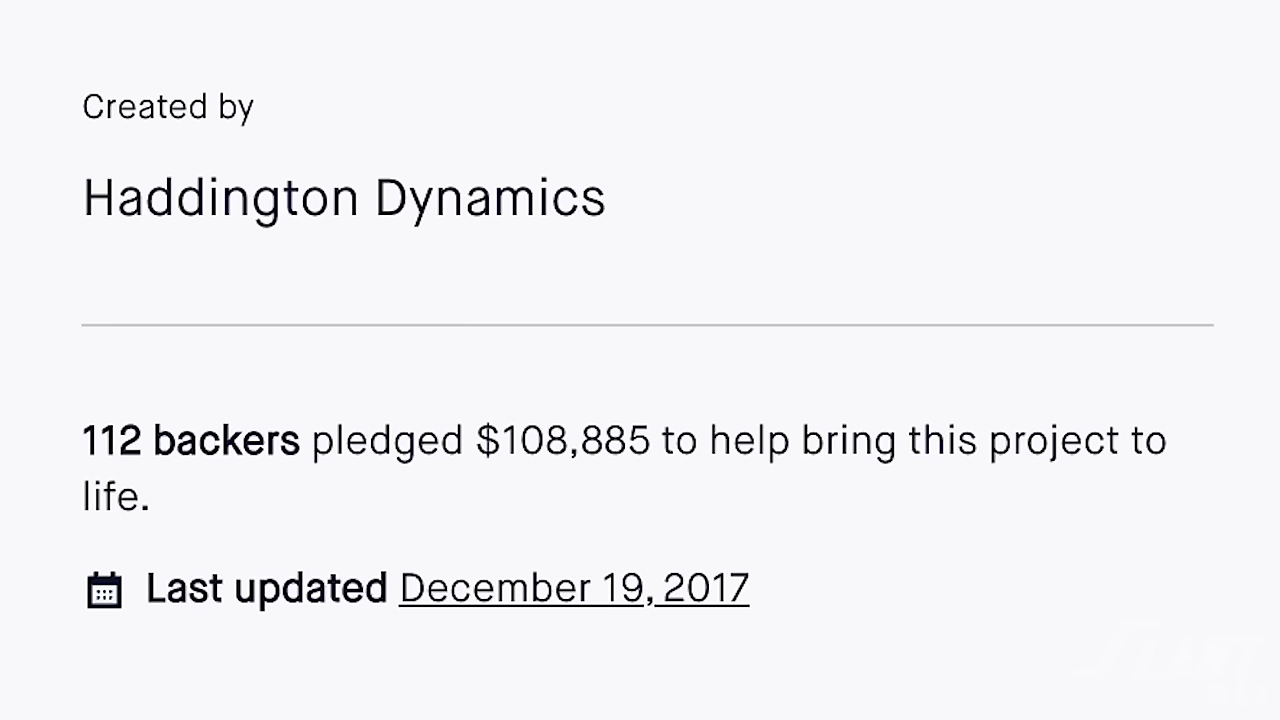 Created by
Haddington Dynamics
112 backers pledged $108,885 to help bring this project to
life.
Last updated December 19, 2017